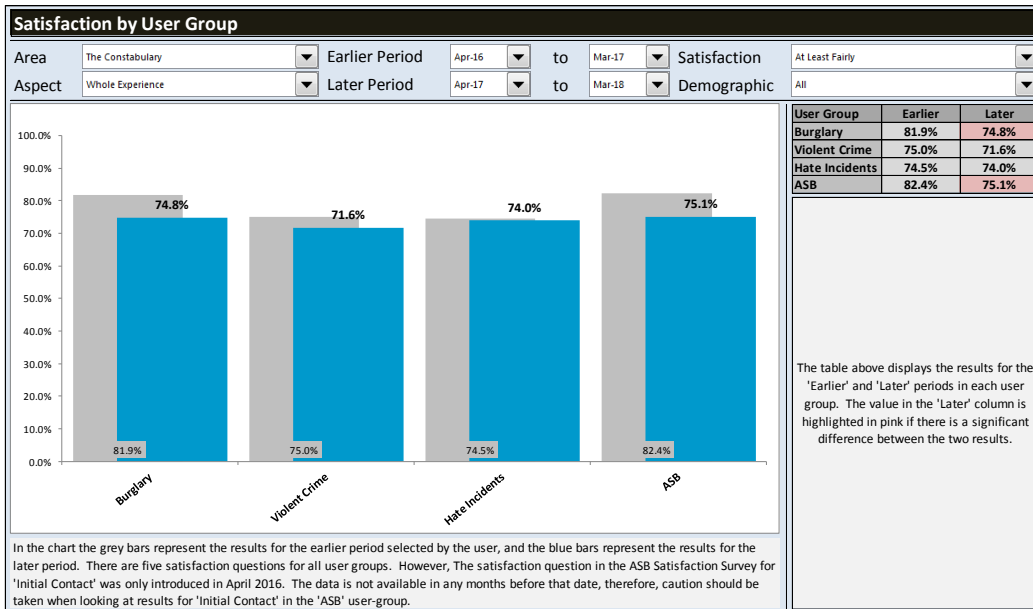 Satisfaction by User Group
Area The Constabulary Earlier Period Apr-16 to Mar-17 Satisfaction At Least Fairly
Aspect Whole Experience Later Period Apr-17 to Mar-18 Demographic All
User Group Earlier Later
Burglary 81.9% 74.8%
Violent Crime 75.0% 71.6%
Hate Incidents 74.5% 74.0%
ASB 82.4% 75.1%
100.0%
90.0%
80.0%
70.0%
60.0%
50.0%
40.0%
30.0%
20.0%
10.0%
0.0%
74.8% 71.6% 74.0% 75.1%
81.9% 75.0% 74.5% 82.4%
Burglary Violent Crime Hate Incidents ASB
The table above displays the results for the
'Earlier' and 'Later' periods in each user
group. The value in the 'Later' column is
highlighted in pink if there is a significant
difference between the two results.
In the chart the grey bars represent the results for the earlier period selected by the user, and the blue bars represent the results for the
later period. There are five satisfaction questions for all user groups. However, The satisfaction question in the ASB Satisfaction Survey for
'Initial Contact' was only introduced in April 2016. The data is not available in any months before that date, therefore, caution should be
taken when looking at results for 'Initial Contact' in the 'ASB' user-group.